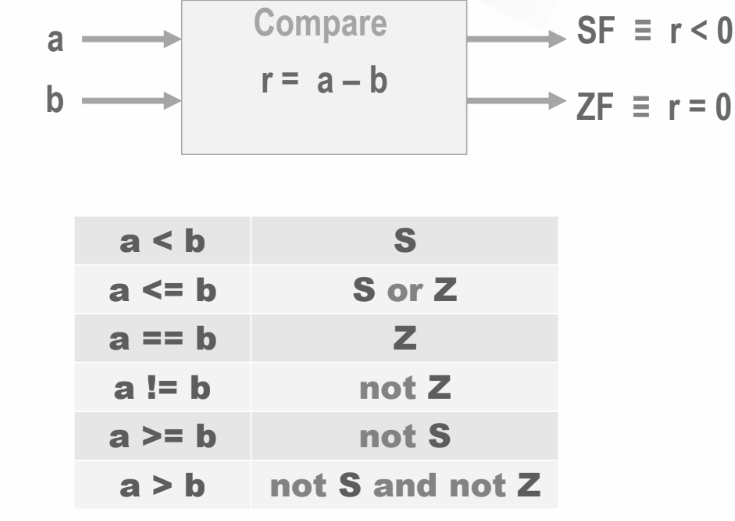 Compare
a
r = a – b
SF ≡ r < 0
b
ZF ≡ r = 0
a < b S
a <= b S or Z
a == b Z
a != b not Z
a >= b not S
a > b not S and not Z